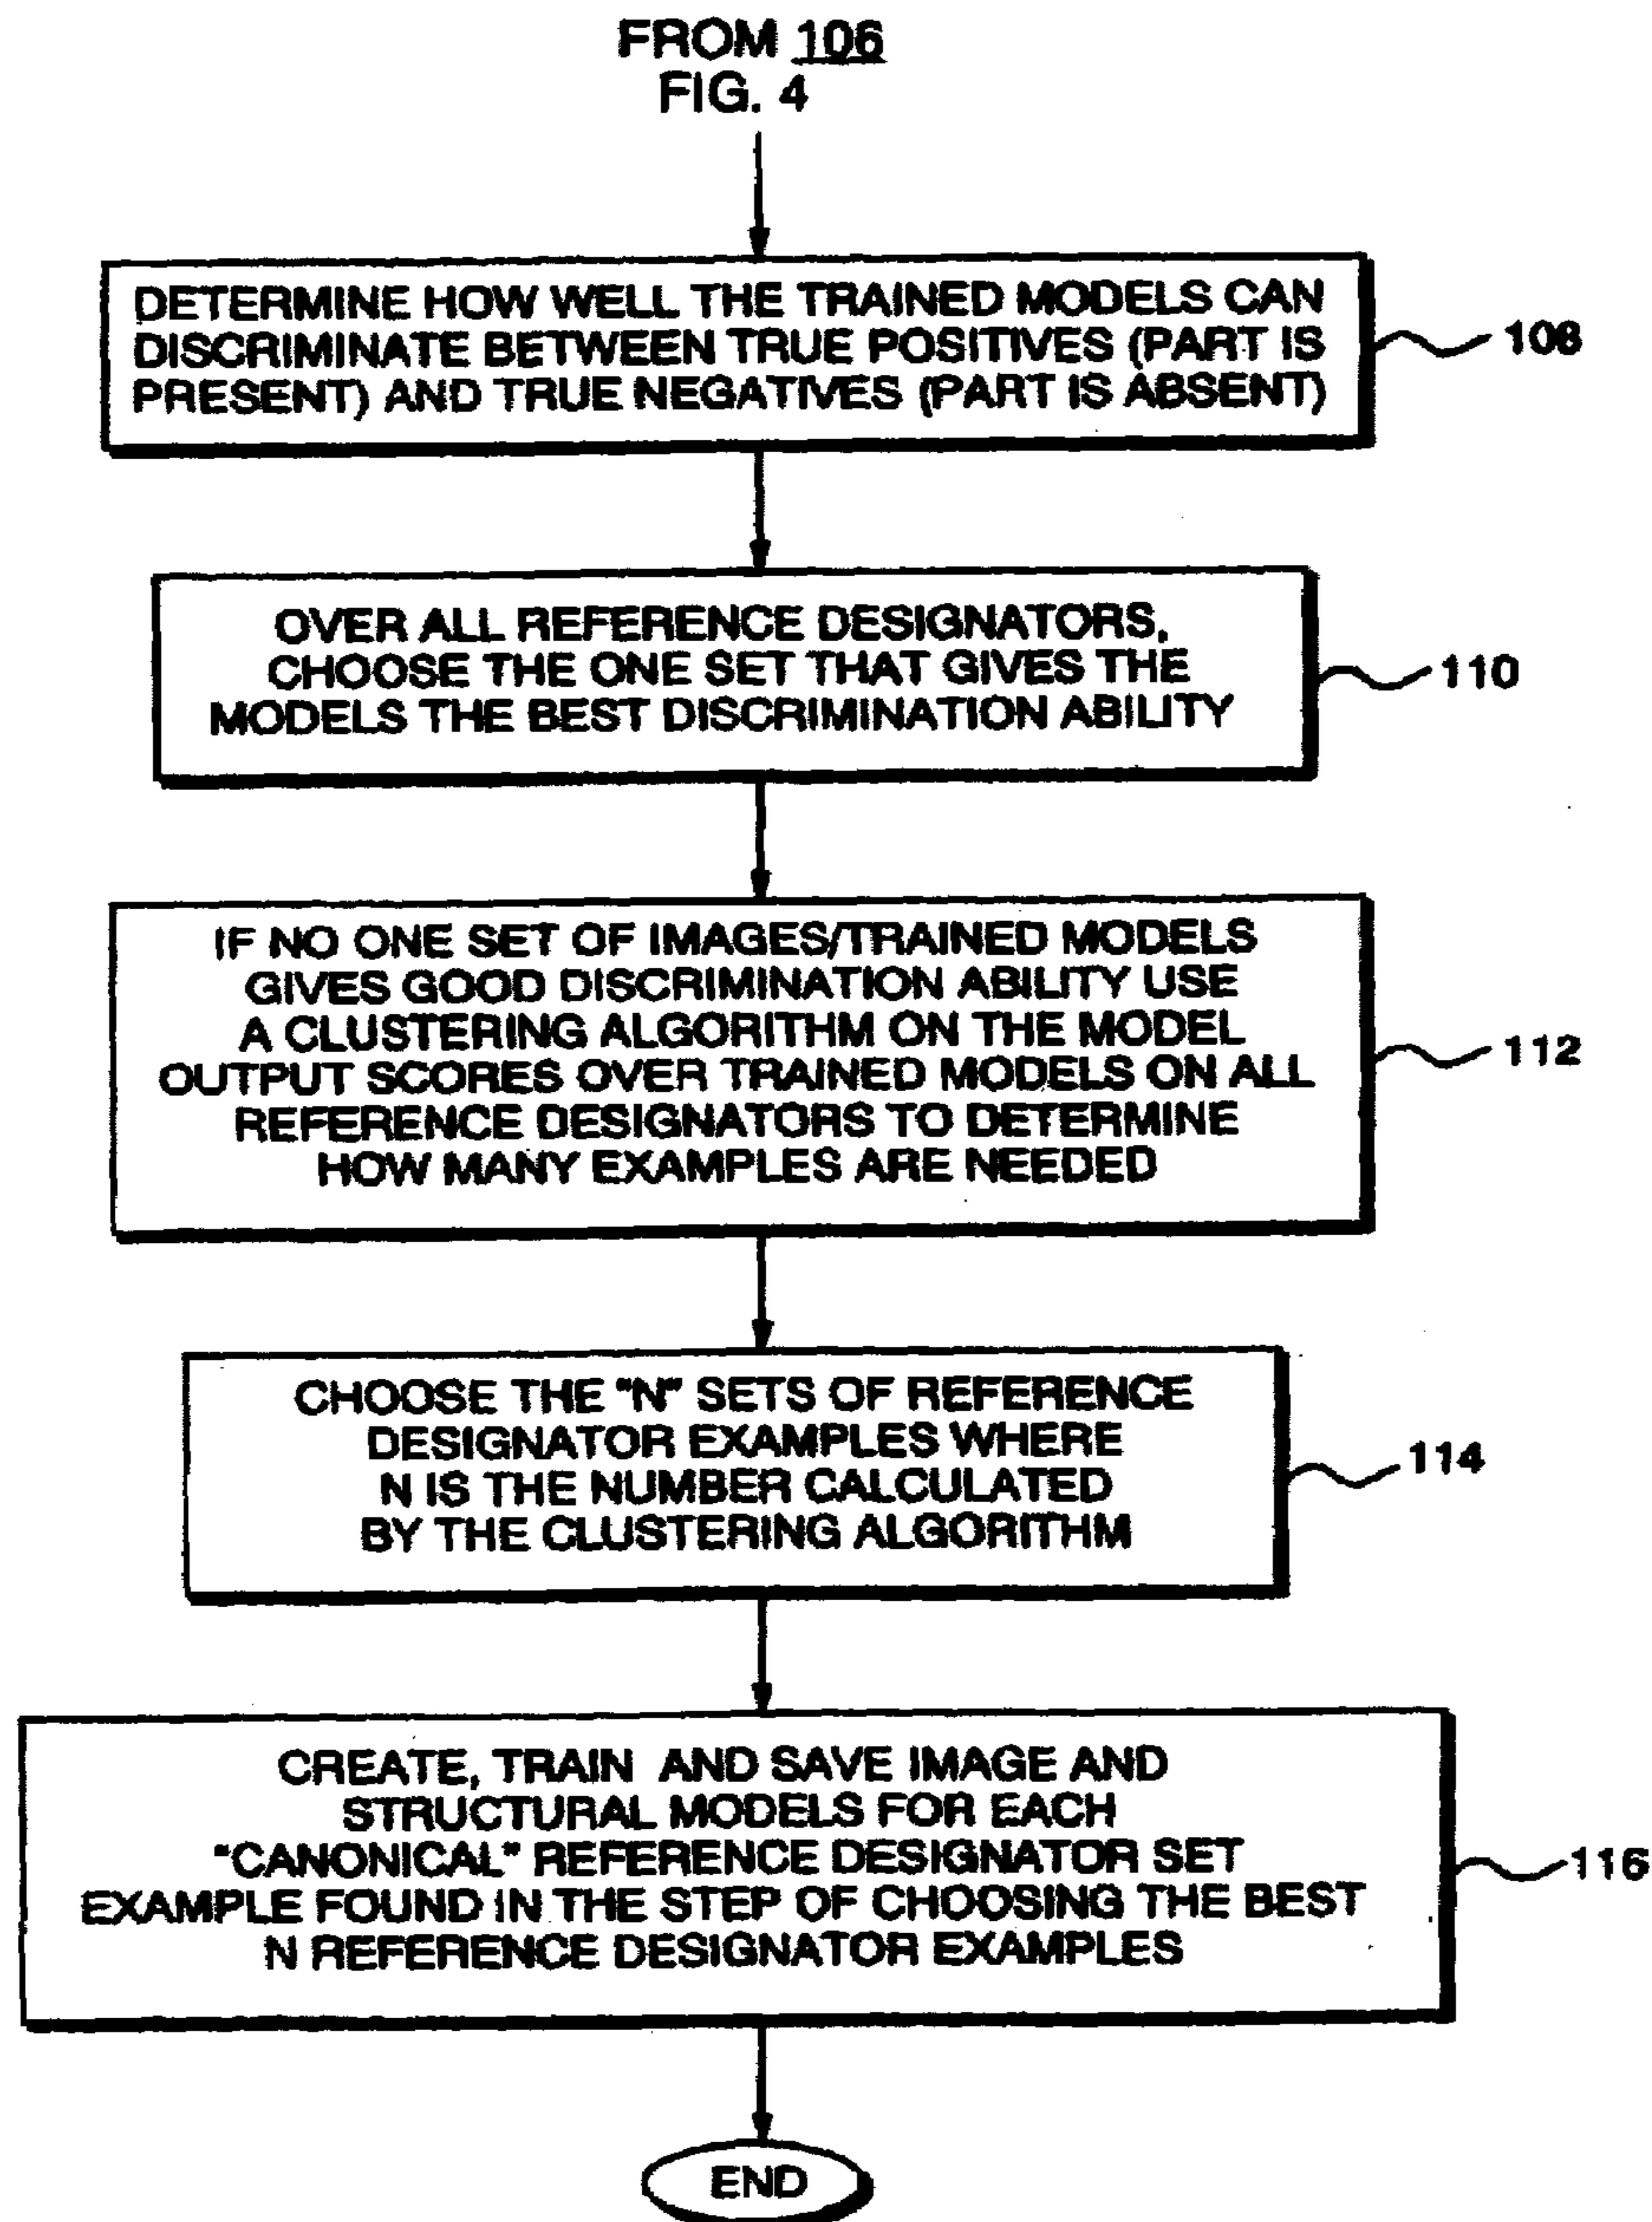 FROM 106
FIG. 4
DETERMINE HOW WELL THE TRAINED MODELS CAN
DISCRIMINATE BETWEEN TRUE POSITIVES (PART IS
PRESENT) AND TRUE NEGATIVES (PART IS ABSENT)
108
OVER ALL REFERENCE DESIGNATORS,
CHOOSE THE ONE SET THAT GIVES THE
MODELS THE BEST DISCRIMINATION ABILITY
110
IF NO ONE SET OF IMAGES/TRAINED MODELS
GIVES GOOD DISCRIMINATION ABILITY USE
A CLUSTERING ALGORITHM ON THE MODEL
OUTPUT SCORES OVER TRAINED MODELS ON ALL
REFERENCE DESIGNATORS TO DETERMINE
HOW MANY EXAMPLES ARE NEEDED
112
CHOOSE THE "N" SETS OF REFERENCE
DESIGNATOR EXAMPLES WHERE
N IS THE NUMBER CALCULATED
BY THE CLUSTERING ALGORITHM
114
CREATE, TRAIN AND SAVE IMAGE AND
STRUCTURAL MODELS FOR EACH
"CANONICAL" REFERENCE DESIGNATOR SET
EXAMPLE FOUND IN THE STEP OF CHOOSING THE BEST
N REFERENCE DESIGNATOR EXAMPLES
116
END